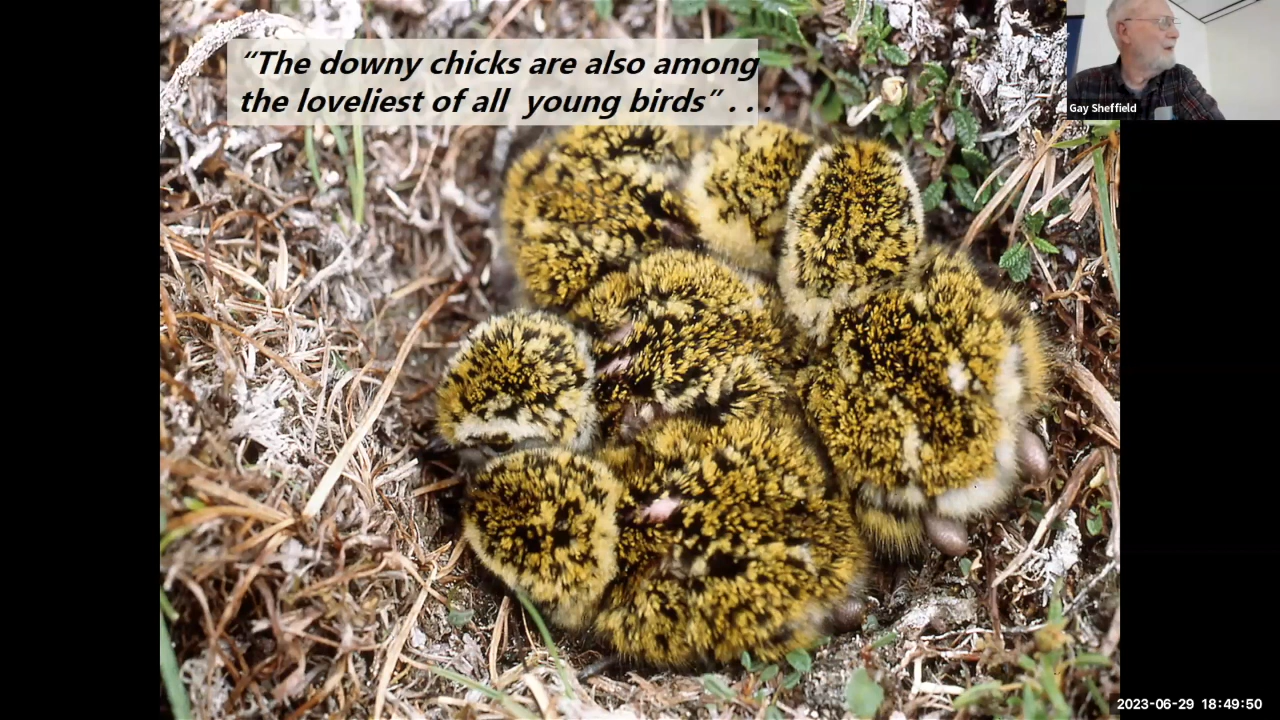 “The downy chicks are also among
the loveliest of all young birds” . . .
Gay Sheffield
2023-06-29 18:49:50